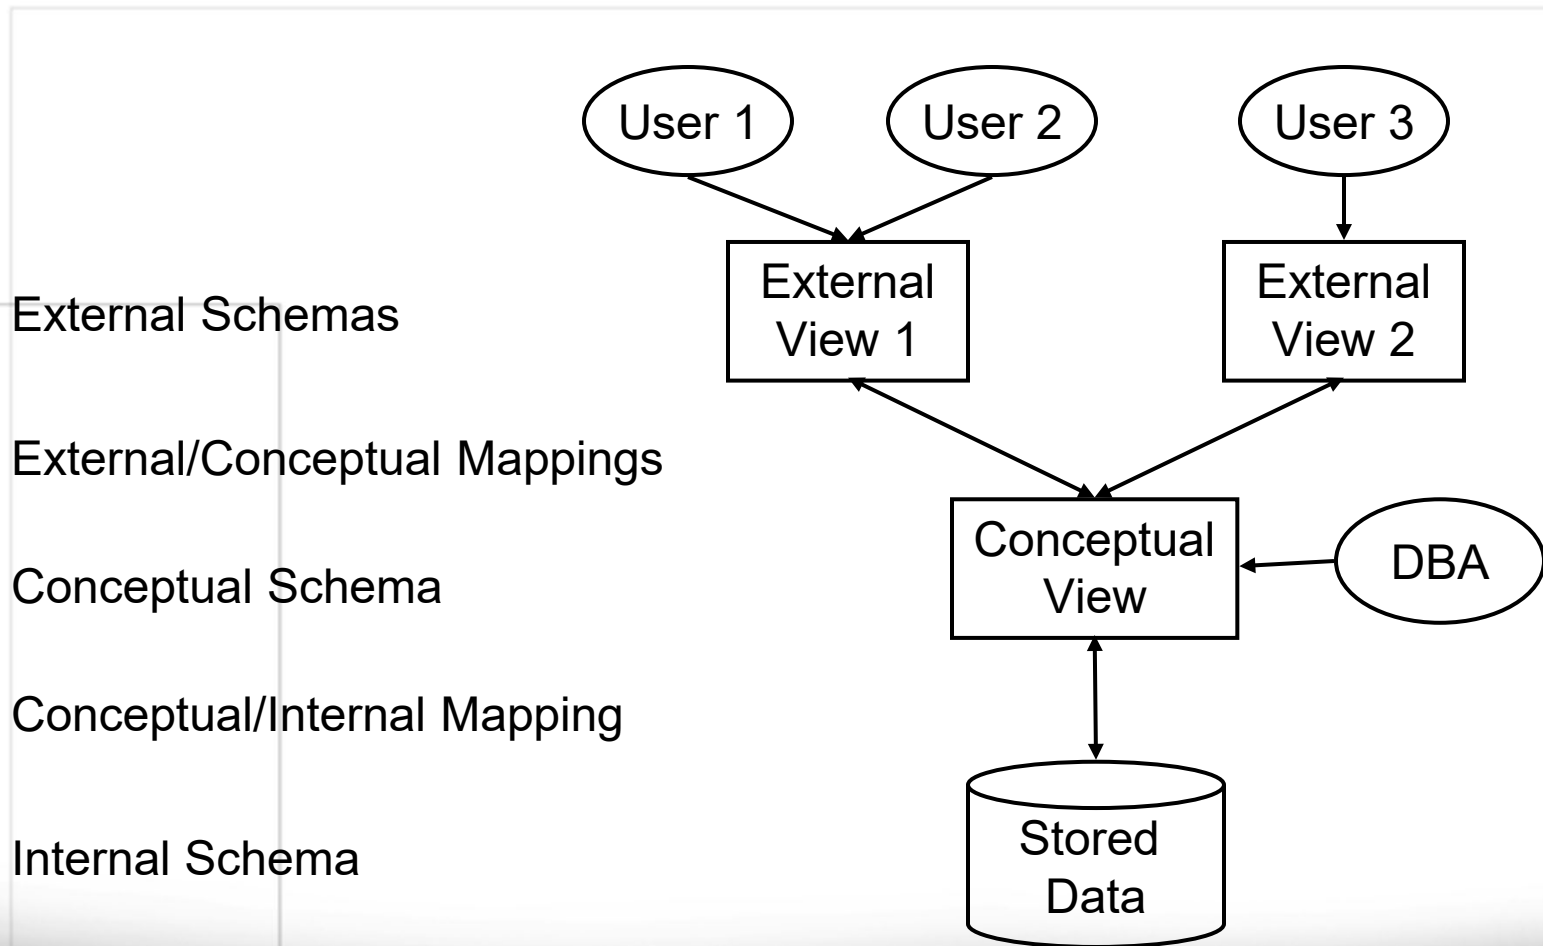 User 1
User 2
User 3
External
View 1
External
View 2
External Schemas
External/Conceptual Mappings
Conceptual
View
DBA
Conceptual Schema
Conceptual/Internal Mapping
Stored
Data
Internal Schema